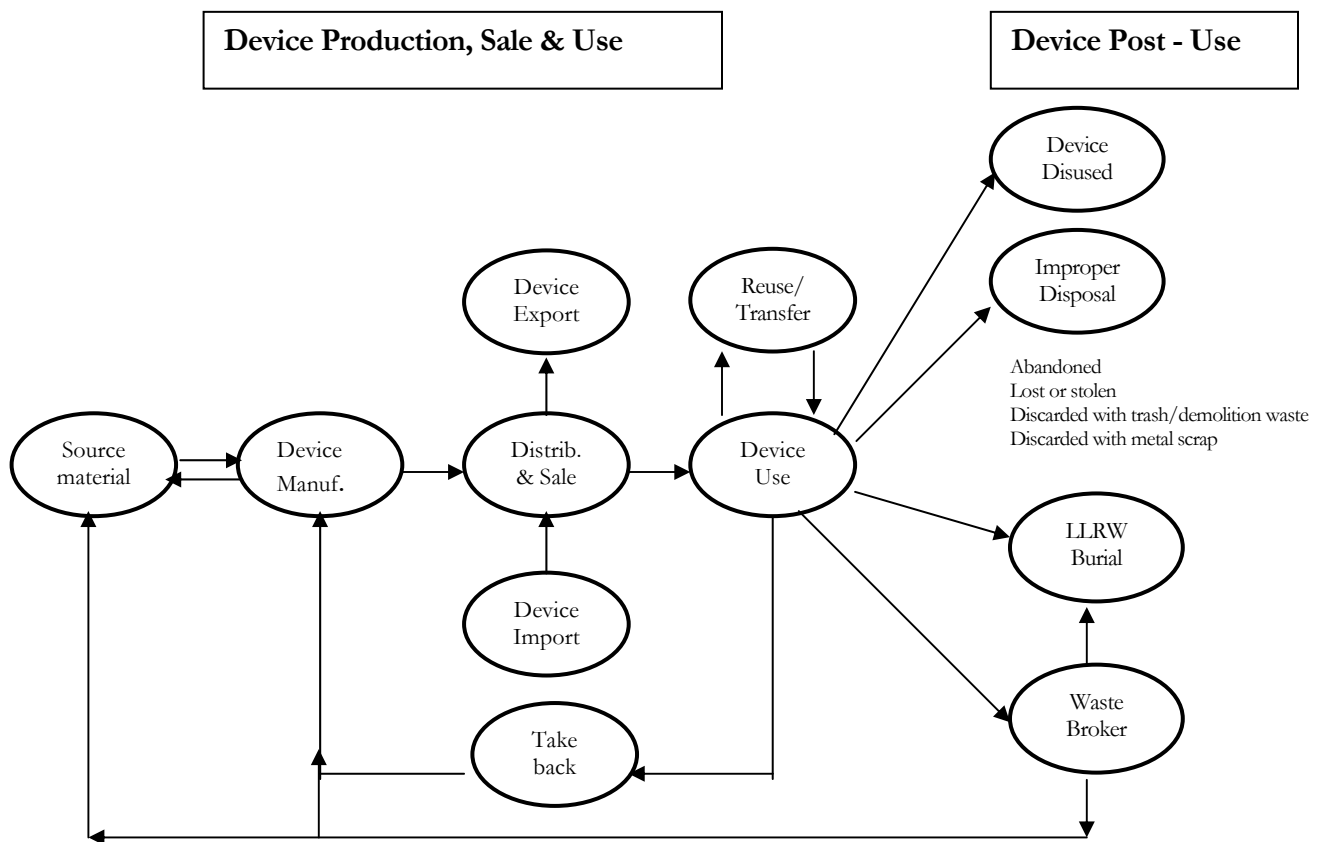 Device Production, Sale & Use
Device Post - Use
Device
Disused
Improper
Disposal
Device
Export
Reuse/
Transfer
Abandoned
Lost or stolen
Discarded with trash/demolition waste
Discarded with metal scrap
Source
material
Device
Manuf.
Distrib.
& Sale
Device
Use
LLRW
Burial
Device
Import
Waste
Broker
Take
back